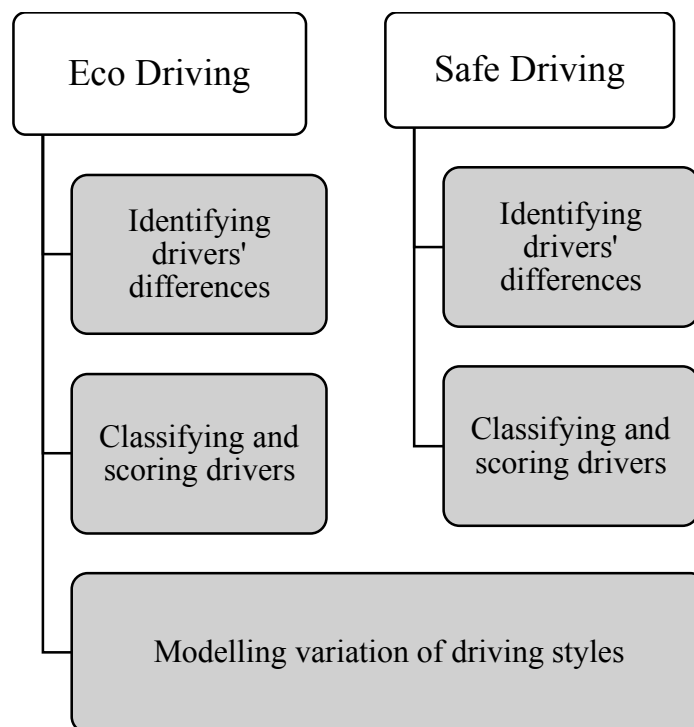 Eco Driving
Identifying
drivers'
differences
Classifying and
scoring drivers
Safe Driving
Identifying
drivers'
differences
Classifying and
scoring drivers
Modelling variation of driving styles